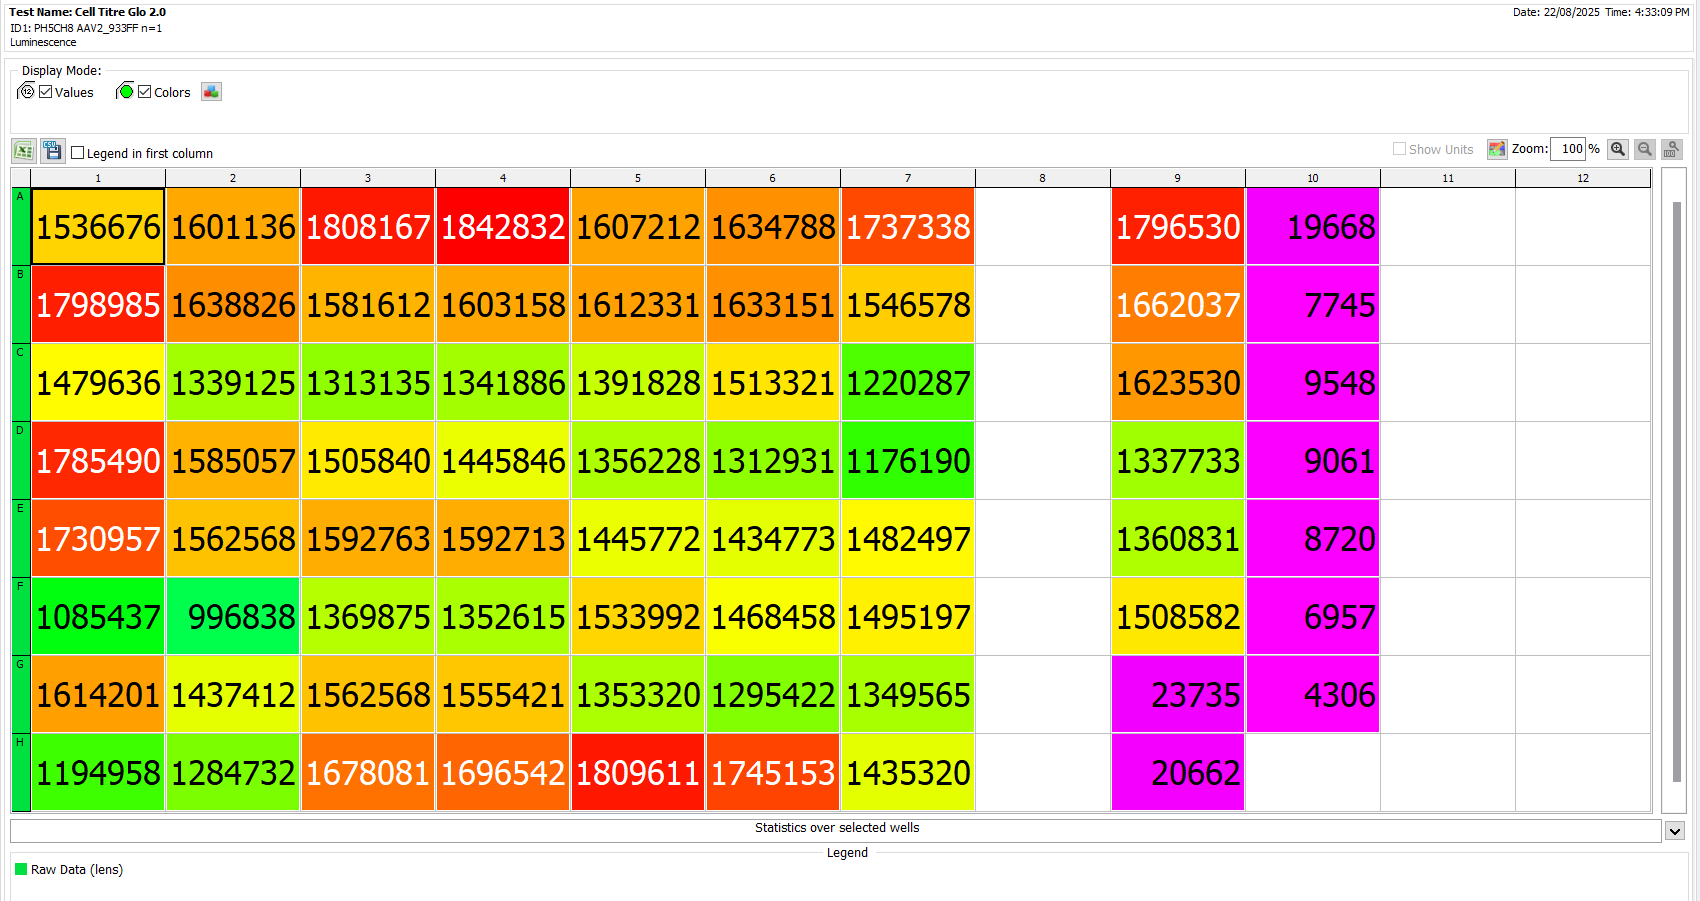 Test Name: Cell Titre Glo 2.0 Date: 22/08/2025 Time: 4:33:09 PM
ID1: PH5CH8 AAV2_933FF n=1
Luminescence
Display Mode:
12 Values Colors
CSV Legend in first column Show Units Zoom: 100 % 100
1 2 3 4 5 6 7 8 9 10 11 12
A 1536676 1601136 1808167 1842832 1607212 1634788 1737338 1796530 19668
B 1798985 1638826 1581612 1603158 1612331 1633151 1546578 1662037 7745
C 1479636 1339125 1313135 1341886 1391828 1513321 1220287 1623530 9548
D 1785490 1585057 1505840 1445846 1356228 1312931 1176190 1337733 9061
E 1730957 1562568 1592763 1592713 1445772 1434773 1482497 1360831 8720
F 1085437 996838 1369875 1352615 1533992 1468458 1495197 1508582 6957
G 1614201 1437412 1562568 1555421 1353320 1295422 1349565 23735 4306
H 1194958 1284732 1678081 1696542 1809611 1745153 1435320 20662
Statistics over selected wells
Legend
Raw Data (lens)